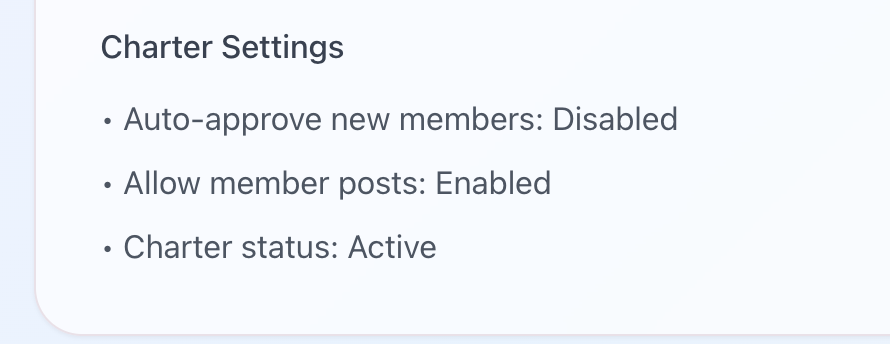 Charter Settings
• Auto-approve new members: Disabled
• Allow member posts: Enabled
• Charter status: Active